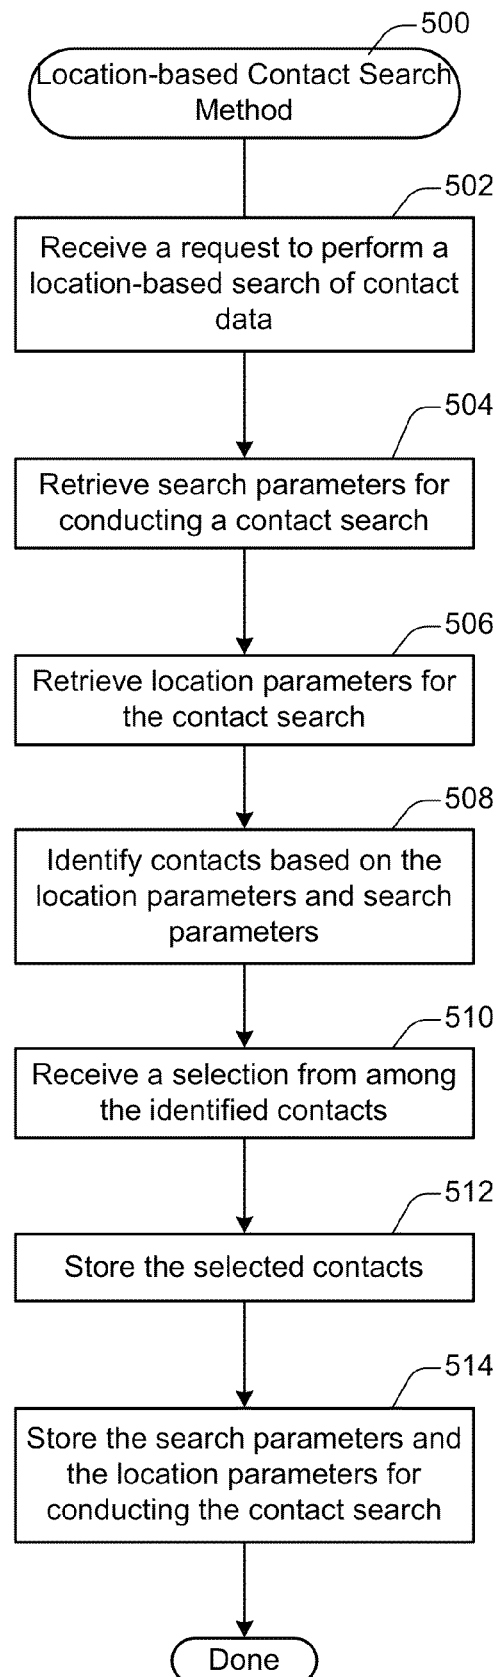 500
Location-based Contact Search
Method
502
Receive a request to perform a
location-based search of contact
data
504
Retrieve search parameters for
conducting a contact search
506
Retrieve location parameters for
the contact search
508
Identify contacts based on the
location parameters and search
parameters
510
Receive a selection from among
the identified contacts
512
Store the selected contacts
514
Store the search parameters and
the location parameters for
conducting the contact search
Done